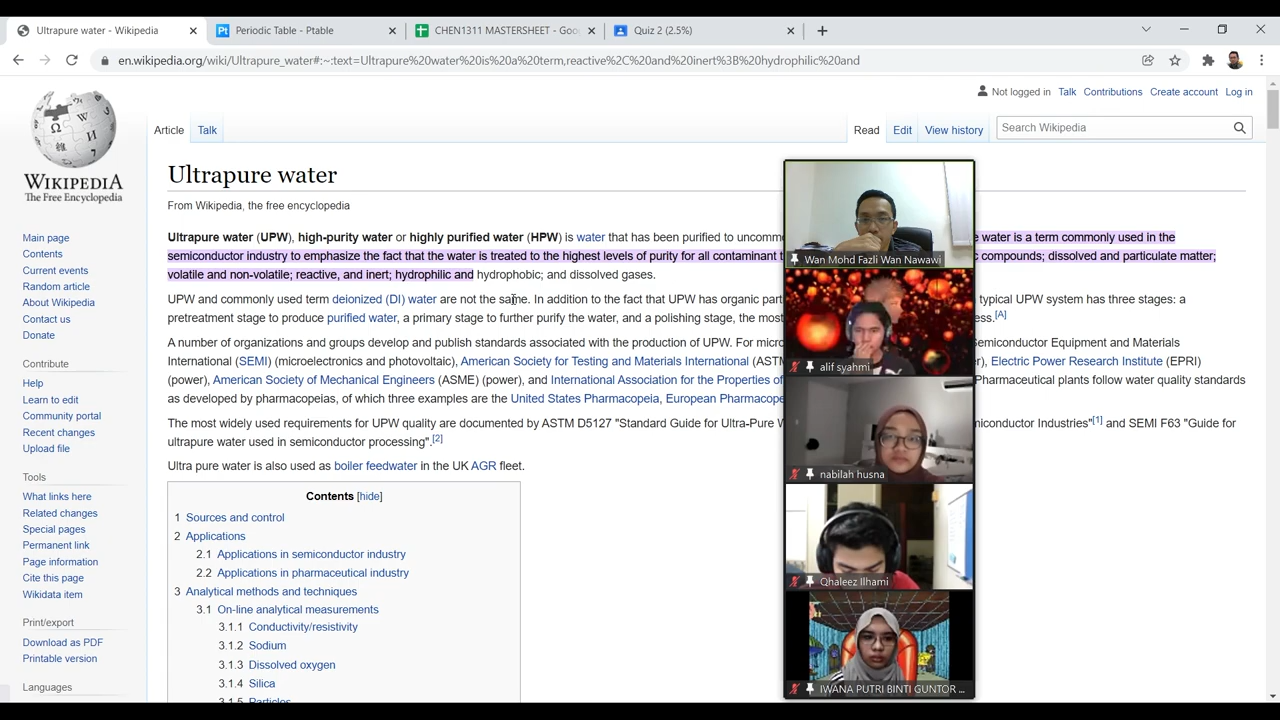 Ultrapure water - Wikipedia
Periodic Table - Ptable
CHEN1311 MASTERSHEET - Goo
Quiz 2 (2.5%)
en.wikipedia.org/wiki/Ultrapure_water#:~:text=Ultrapure%20water%20is%20a%20term,reactive%2C%20and%20inert%3B%20hydrophilic%20and
Not logged in Talk Contributions Create account Log in
Article Talk Read Edit View history Search Wikipedia
WIKIPEDIA
The Free Encyclopedia
Main page
Contents
Current events
Random article
About Wikipedia
Contact us
Donate
Contribute
Help
Learn to edit
Community portal
Recent changes
Upload file
Tools
What links here
Related changes
Special pages
Permanent link
Page information
Cite this page
Wikidata item
Print/export
Download as PDF
Printable version
Languages
Ultrapure water
From Wikipedia, the free encyclopedia
Ultrapure water (UPW), high-purity water or highly purified water (HPW) is water that has been purified to uncomm e water is a term commonly used in the
semiconductor industry to emphasize the fact that the water is treated to the highest levels of purity for all contaminant t c compounds; dissolved and particulate matter;
volatile and non-volatile; reactive, and inert; hydrophilic and hydrophobic; and dissolved gases.
UPW and commonly used term deionized (DI) water are not the same. In addition to the fact that UPW has organic part typical UPW system has three stages: a
pretreatment stage to produce purified water, a primary stage to further purify the water, and a polishing stage, the most ess.[A]
A number of organizations and groups develop and publish standards associated with the production of UPW. For micro Semiconductor Equipment and Materials
International (SEMI) (microelectronics and photovoltaic), American Society for Testing and Materials International (ASTM r), Electric Power Research Institute (EPRI)
(power), American Society of Mechanical Engineers (ASME) (power), and International Association for the Properties of Pharmaceutical plants follow water quality standards
as developed by pharmacopeias, of which three examples are the United States Pharmacopeia, European Pharmacope
The most widely used requirements for UPW quality are documented by ASTM D5127 "Standard Guide for Ultra-Pure W miconductor Industries"[1] and SEMI F63 "Guide for
ultrapure water used in semiconductor processing".[2]
Ultra pure water is also used as boiler feedwater in the UK AGR fleet.
Contents [hide]
1 Sources and control
2 Applications
2.1 Applications in semiconductor industry
2.2 Applications in pharmaceutical industry
3 Analytical methods and techniques
3.1 On-line analytical measurements
3.1.1 Conductivity/resistivity
3.1.2 Sodium
3.1.3 Dissolved oxygen
3.1.4 Silica
3.1.5 Particles
Wan Mohd Fazli Wan Nawawi
alif syahmi
nabilah husna
Qhaleez Ilhami
IWANA PUTRI BINTI GUNTOR ...